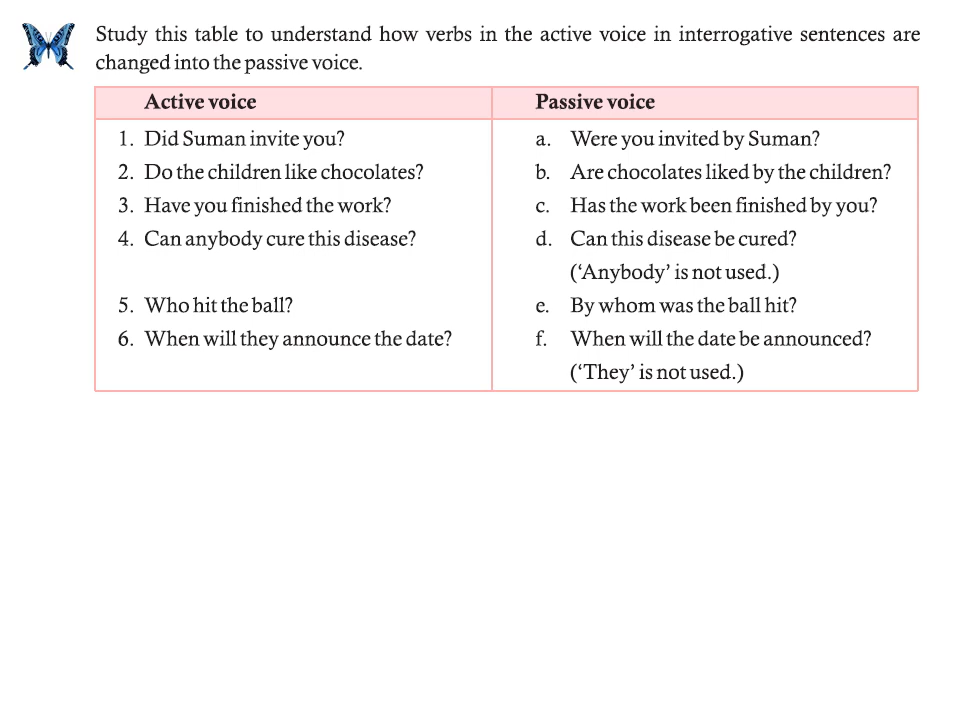 Study this table to understand how verbs in the active voice in interrogative sentences are
changed into the passive voice.
Active voice Passive voice
1. Did Suman invite you? a. Were you invited by Suman?
2. Do the children like chocolates? b. Are chocolates liked by the children?
3. Have you finished the work? c. Has the work been finished by you?
4. Can anybody cure this disease? d. Can this disease be cured?
(‘Anybody’ is not used.)
5. Who hit the ball? e. By whom was the ball hit?
6. When will they announce the date? f. When will the date be announced?
(‘They’ is not used.)